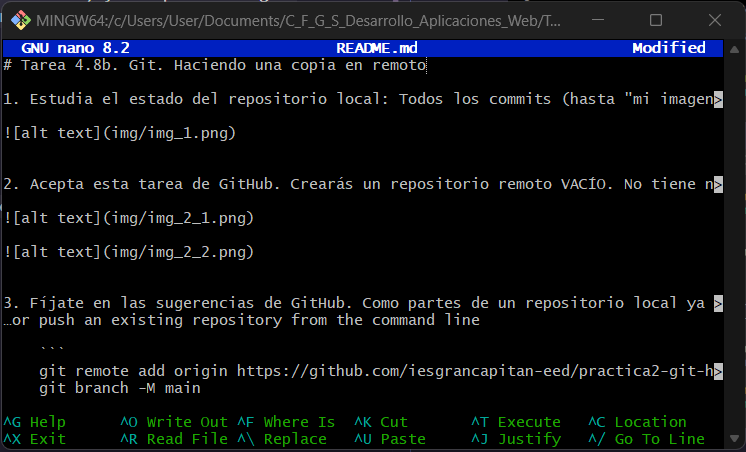 MINGW64:/c/Users/User/Documents/C_F_G_S_Desarrollo_Aplicaciones_Web/T...
GNU nano 8.2 README.md Modified
# Tarea 4.8b. Git. Haciendo una copia en remoto
1. Estudia el estado del repositorio local: Todos los commits (hasta "mi imagen>
![alt text](img/img_1.png)
2. Acepta esta tarea de GitHub. Crearás un repositorio remoto VACÍO. No tiene n>
![alt text](img/img_2_1.png)
![alt text](img/img_2_2.png)
3. Fíjate en las sugerencias de GitHub. Como partes de un repositorio local ya >
…or push an existing repository from the command line
```
git remote add origin https://github.com/iesgrancapitan-eed/practica2-git-h>
git branch -M main
^G Help ^O Write Out ^F Where Is ^K Cut ^T Execute ^C Location
^X Exit ^R Read File ^\ Replace ^U Paste ^J Justify ^/ Go To Line